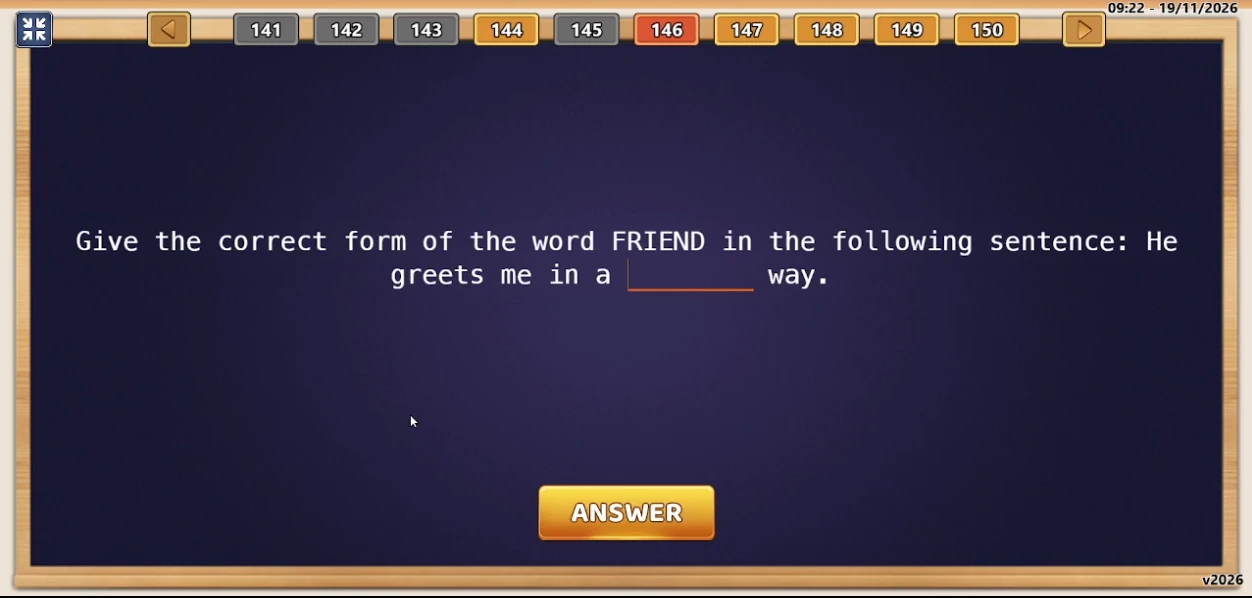 09:22 - 19/11/2026
141 142 143 144 145 146 147 148 149 150
Give the correct form of the word FRIEND in the following sentence: He
greets me in a ________ way.
ANSWER
v2026